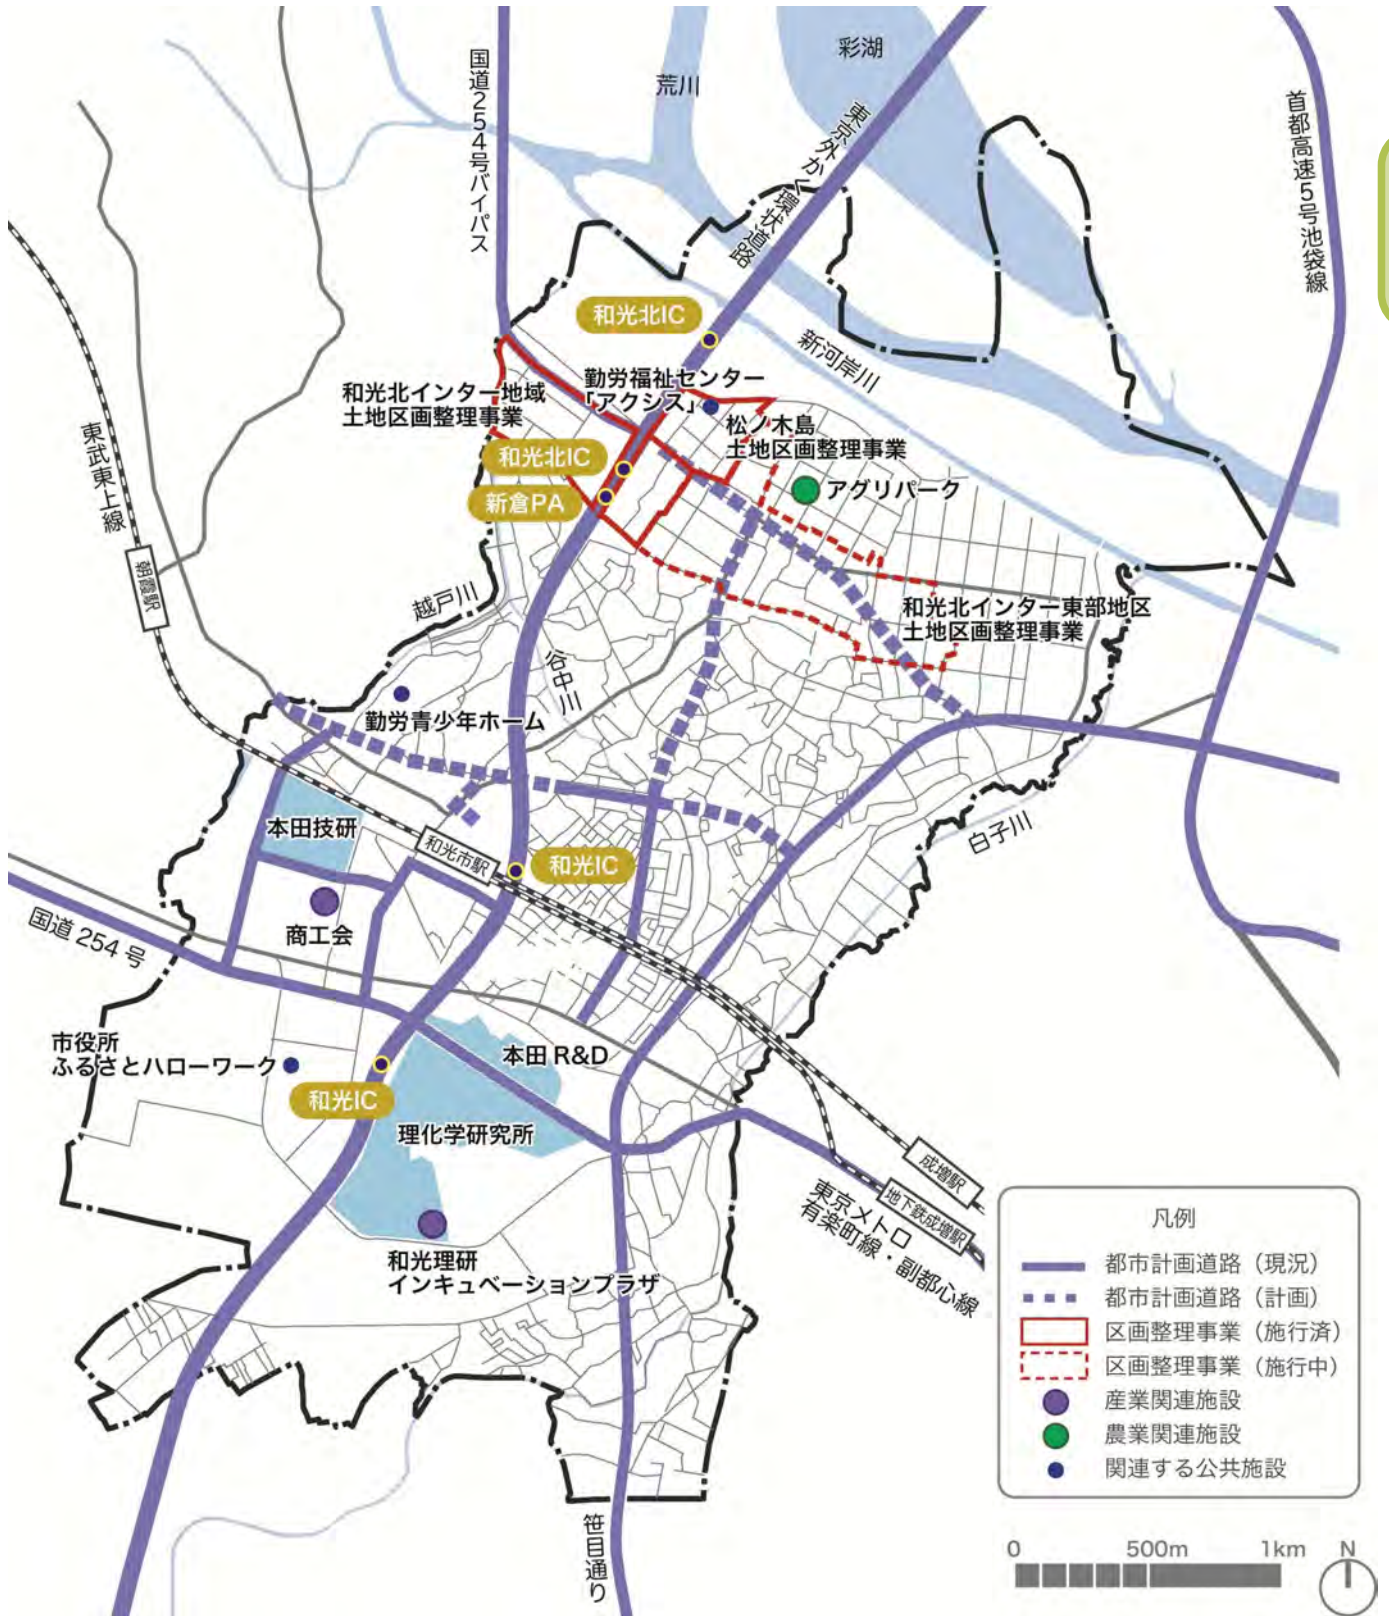 彩湖
荒川
国道254号バイパス
東京外かく環状道路
首都高速5号池袋線
和光北IC
新河岸川
勤労福祉センター
「アクシス」
和光北インター地域
土地区画整理事業
松ノ木島
土地区画整理事業
東武東上線
和光北IC
新倉PA
アグリパーク
朝霞駅
越戸川
和光北インター東部地区
土地区画整理事業
谷中川
勤労青少年ホーム
本田技研
和光市駅
和光IC
白子川
商工会
国道254号
市役所
ふるさとハローワーク
本田 R&D
和光IC
理化学研究所
成増駅
地下鉄成増駅
東京メトロ
有楽町線・副都心線
和光理研
インキュベーションプラザ
笹目通り
凡例
都市計画道路（現況）
都市計画道路（計画）
区画整理事業（施行済）
区画整理事業（施行中）
産業関連施設
農業関連施設
関連する公共施設
0 500m 1km N